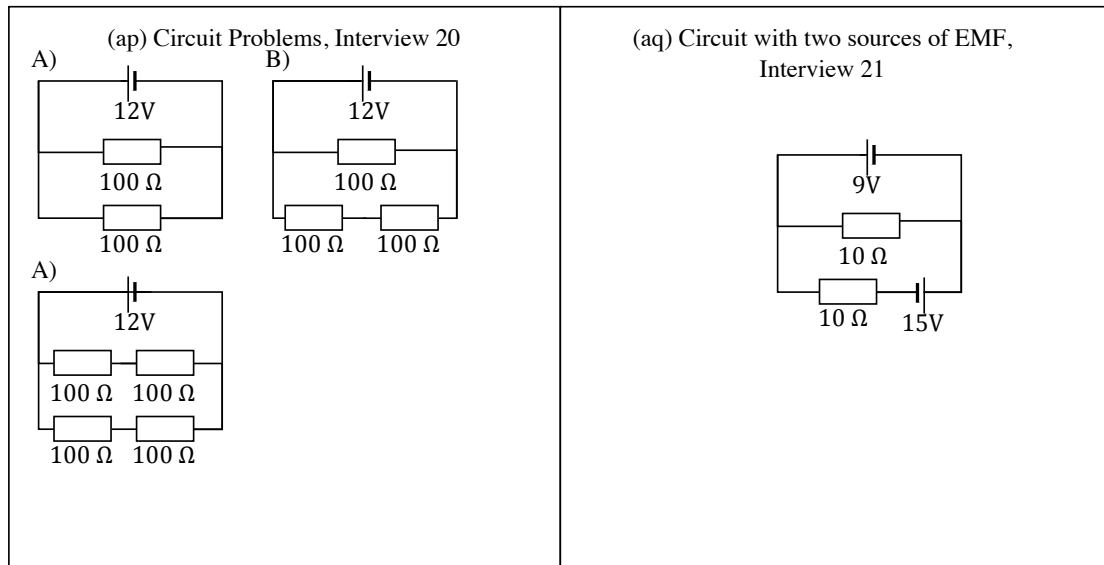 (ap) Circuit Problems, Interview 20
A)
B)
12V
12V
100 Ω
100 Ω
100 Ω
100 Ω
100 Ω
A)
12V
100 Ω
100 Ω
100 Ω
100 Ω
(aq) Circuit with two sources of EMF,
Interview 21
9V
10 Ω
10 Ω
15V